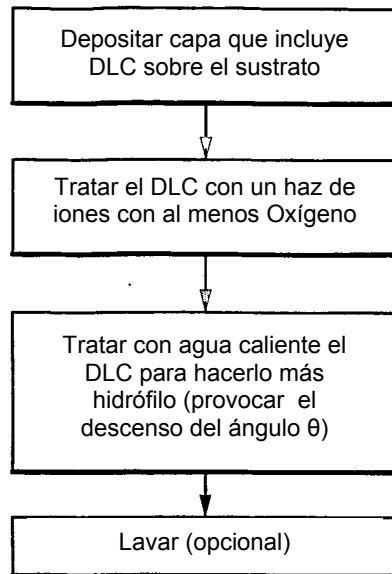 Depositar capa que incluye
DLC sobre el sustrato
Tratar el DLC con un haz de
iones con al menos Oxígeno
Tratar con agua caliente el
DLC para hacerlo más
hidrófilo (provocar el
descenso del ángulo θ)
Lavar (opcional)